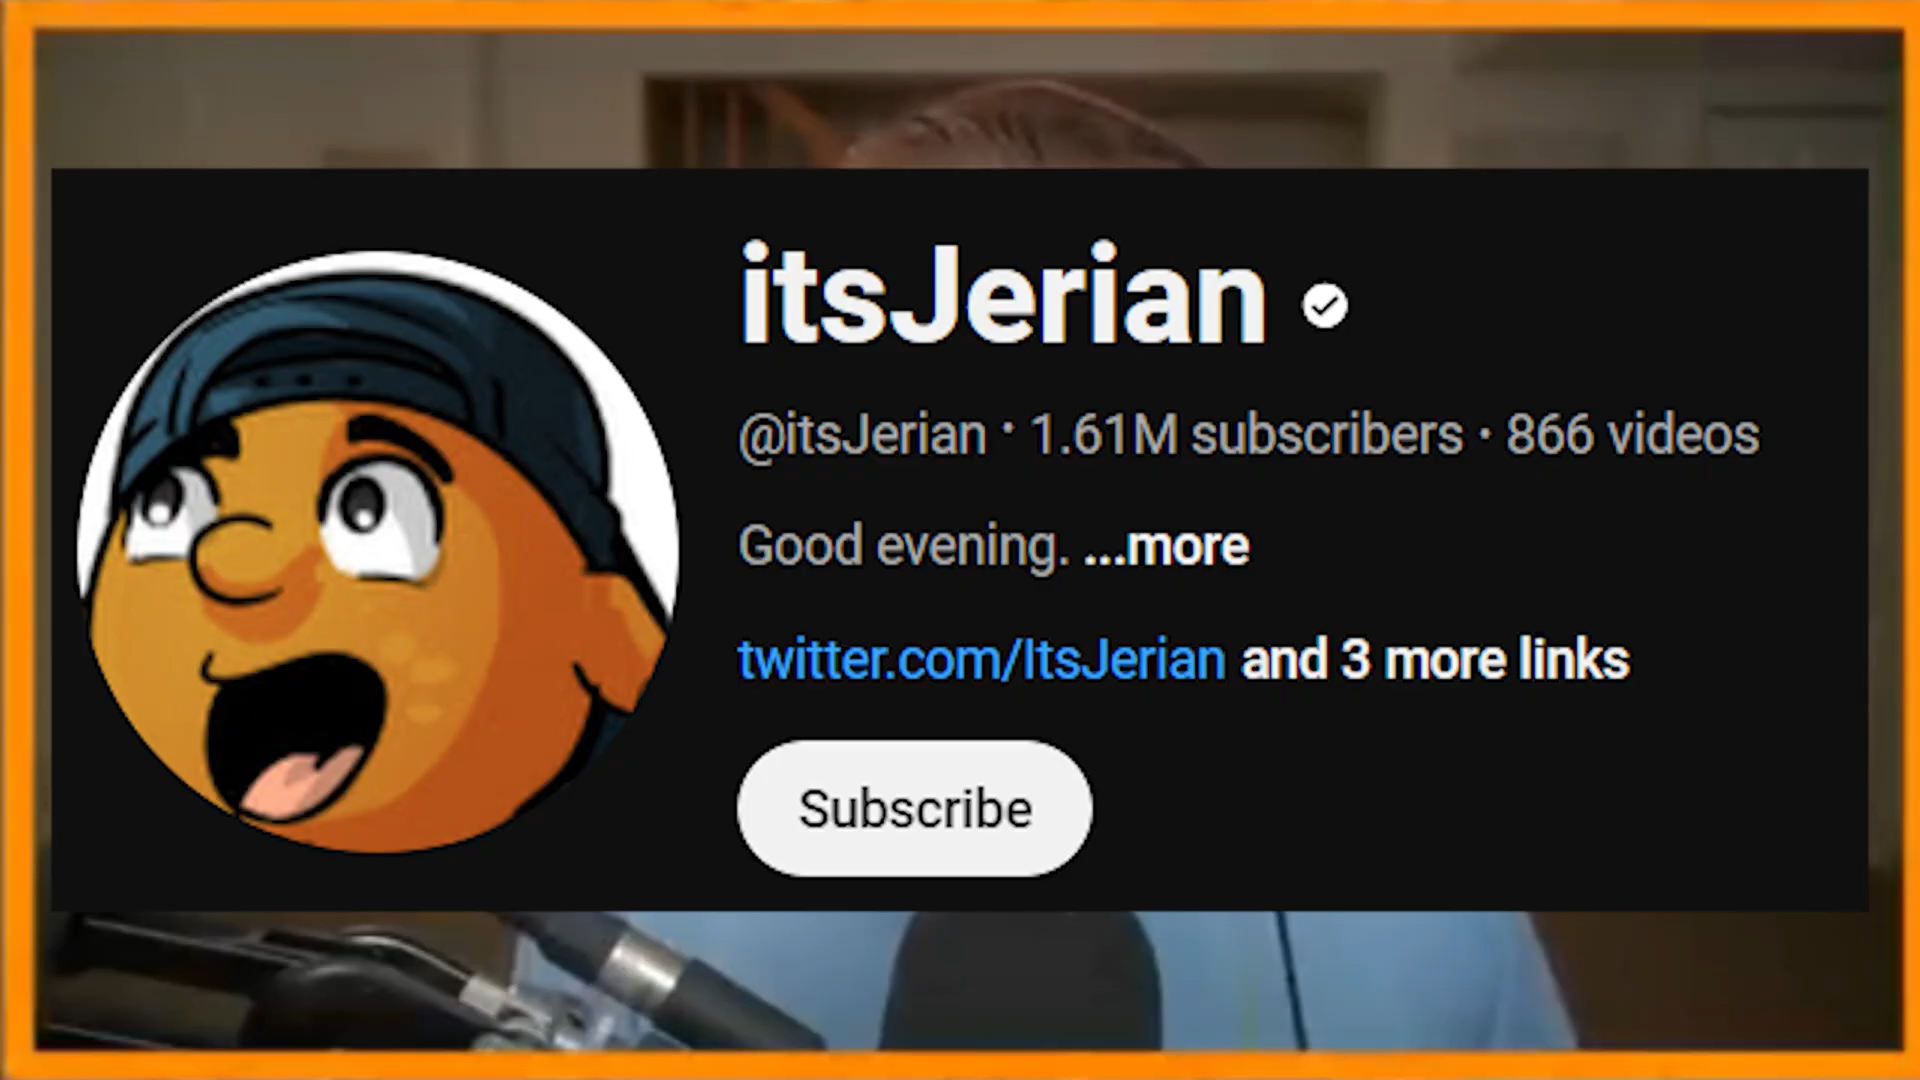 itsJerian
@itsJerian • 1.61M subscribers • 866 videos
Good evening. ...more
twitter.com/ItsJerian and 3 more links
Subscribe